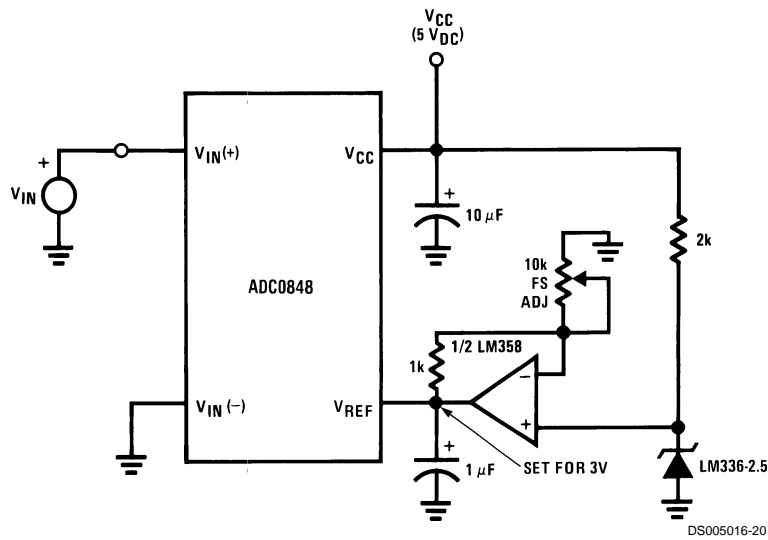 VCC
(5 VDC)
VIN(+)
VCC
+
VIN
+
10 µF
2k
10k
FS
ADJ
ADC0848
1/2 LM358
1k
−
VREF
VIN (−)
+
+
1 µF
SET FOR 3V
LM336-2.5
DS005016-20